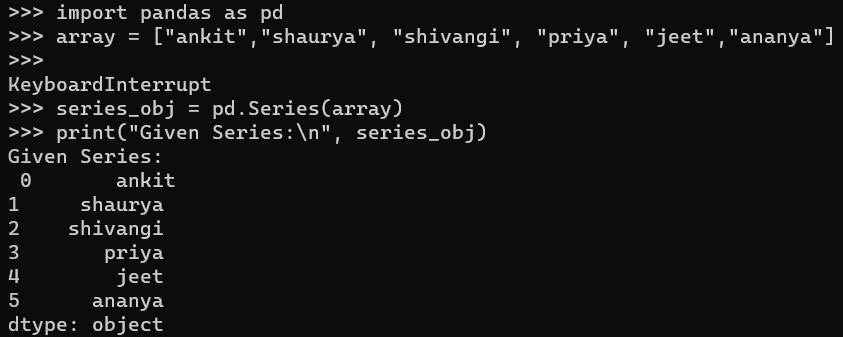 >>> import pandas as pd
>>> array = ["ankit","shaurya", "shivangi", "priya", "jeet","ananya"]
>>>
KeyboardInterrupt
>>> series_obj = pd.Series(array)
>>> print("Given Series:\n", series_obj)
Given Series:
 0       ankit
1     shaurya
2    shivangi
3       priya
4        jeet
5      ananya
dtype: object